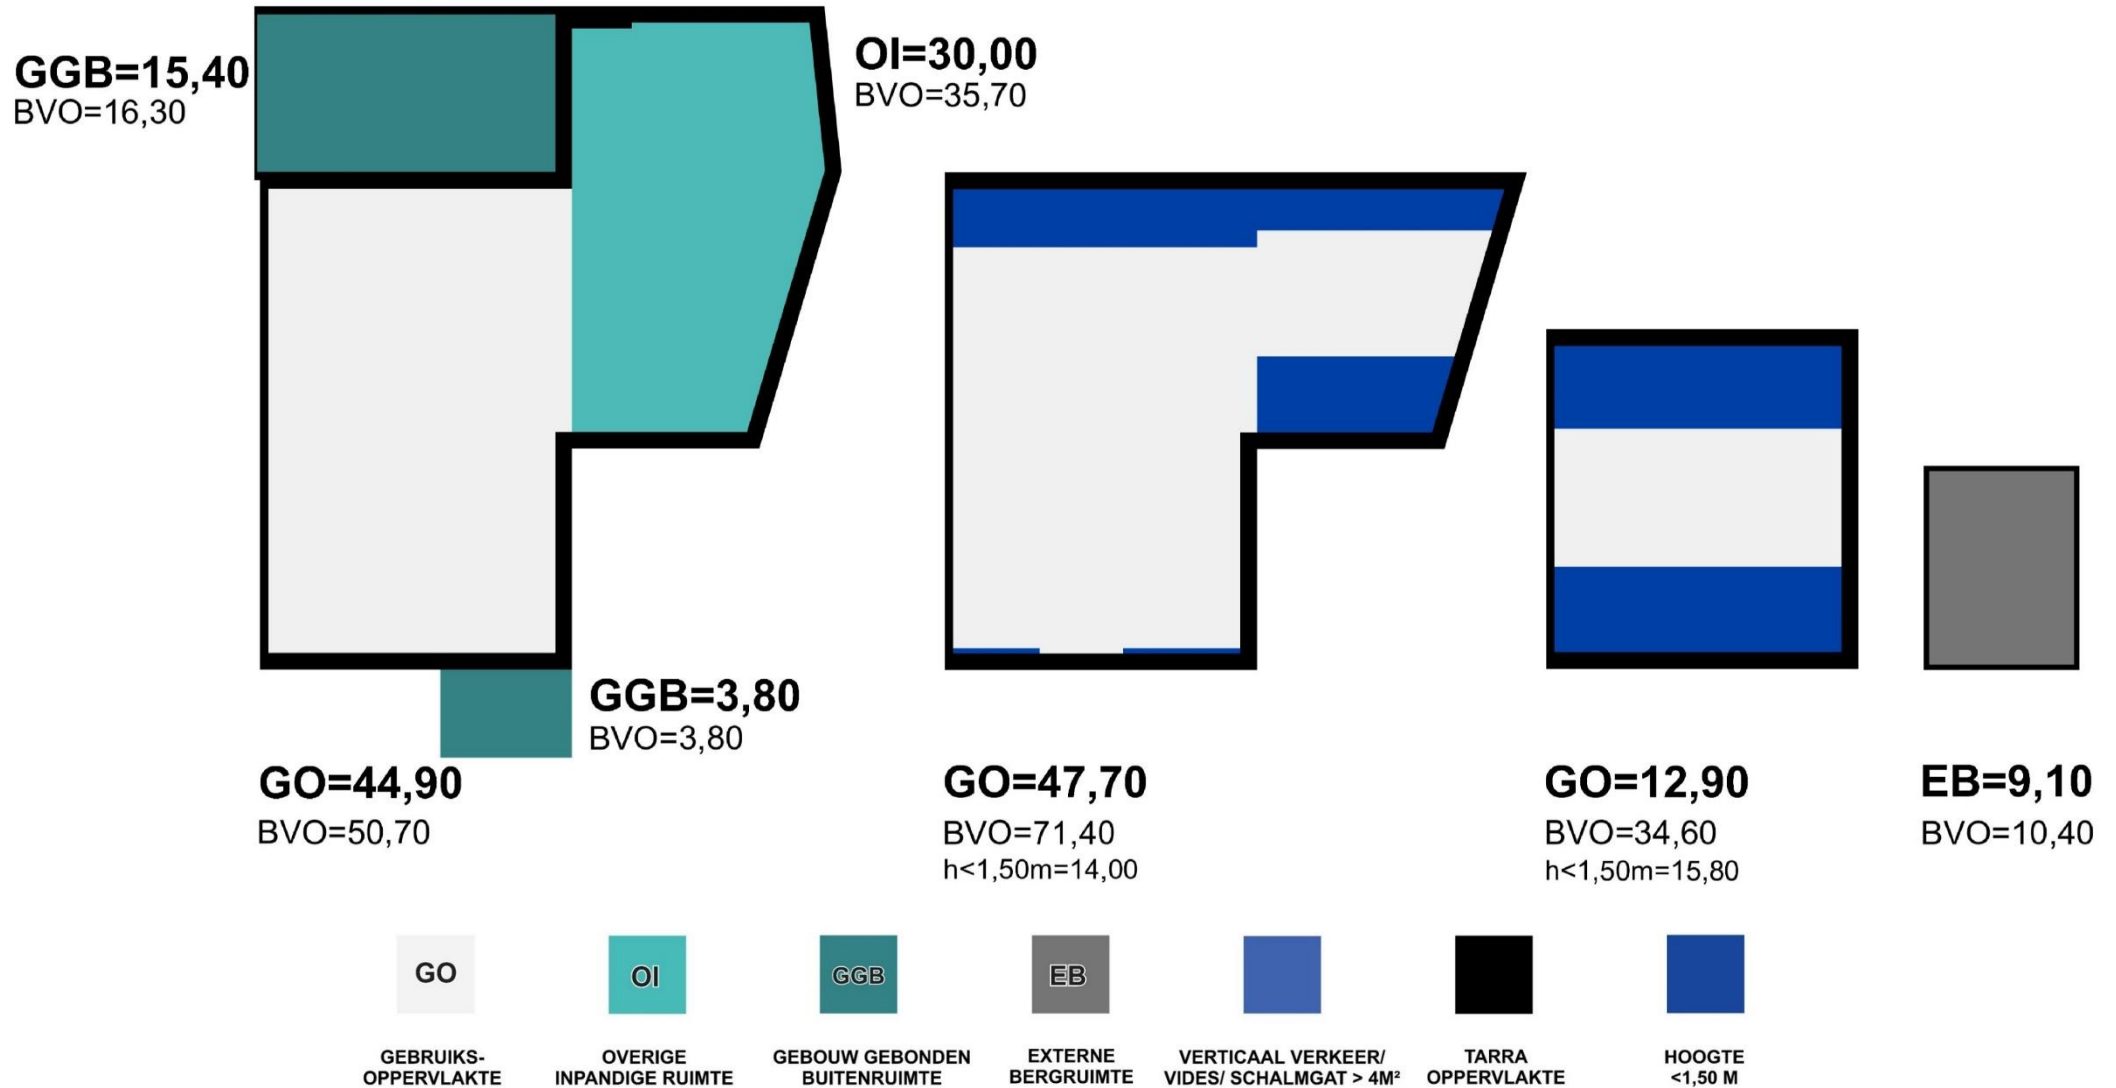 GGB=15,40
BVO=16,30
OI=30,00
BVO=35,70
GGB=3,80
BVO=3,80
GO=44,90
BVO=50,70
GO=47,70
BVO=71,40
h<1,50m=14,00
GO=12,90
BVO=34,60
h<1,50m=15,80
EB=9,10
BVO=10,40
GO
OI
GGB
EB
GEBRUIKS-
OPPERVLAKTE
OVERIGE
INPANDIGE RUIMTE
GEBOUW GEBONDEN
BUITENRUIMTE
EXTERNE
BERGRUIMTE
VERTICAAL VERKEER/
VIDES/ SCHALMGAT > 4M²
TARRA
OPPERVLAKTE
HOOGTE
<1,50 M